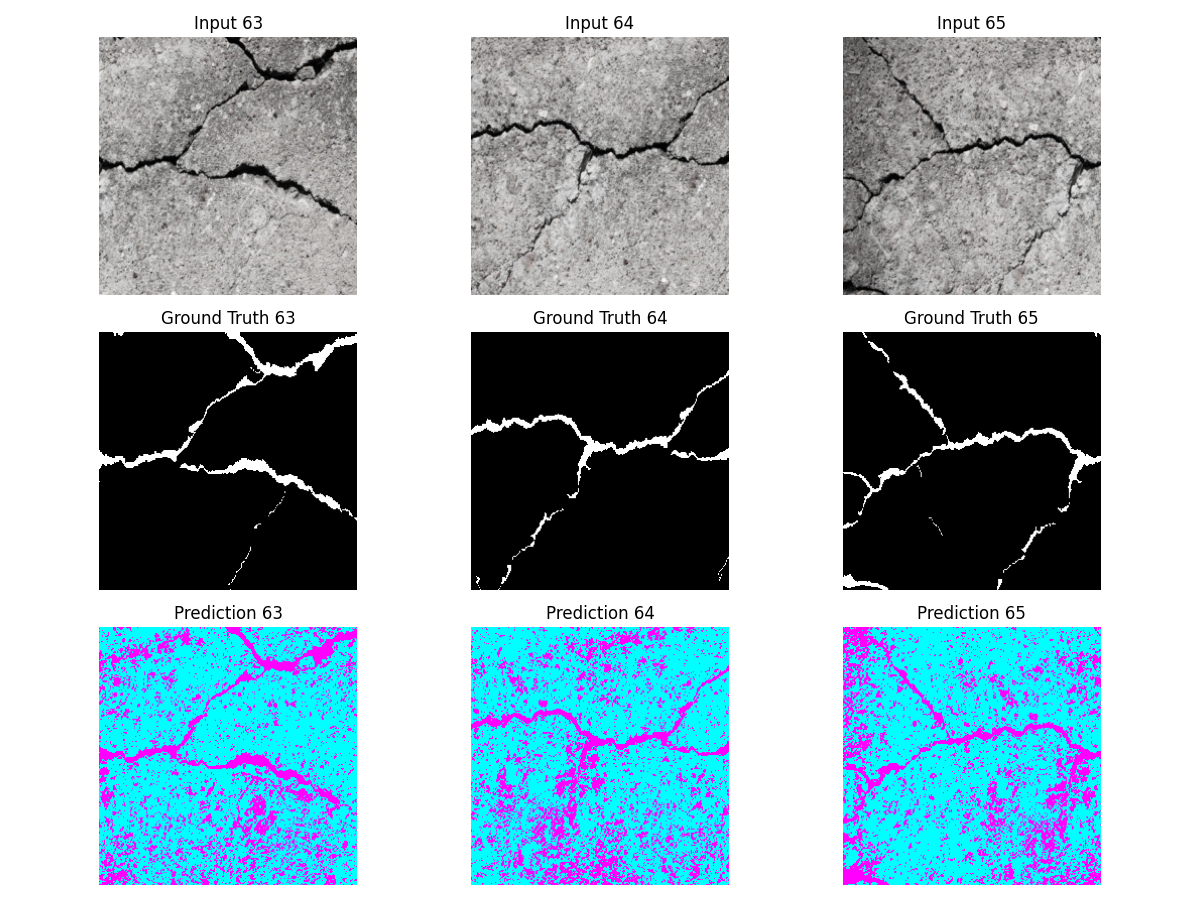 Input 63
Input 64
Input 65
Ground Truth 63
Ground Truth 64
Ground Truth 65
Prediction 63
Prediction 64
Prediction 65